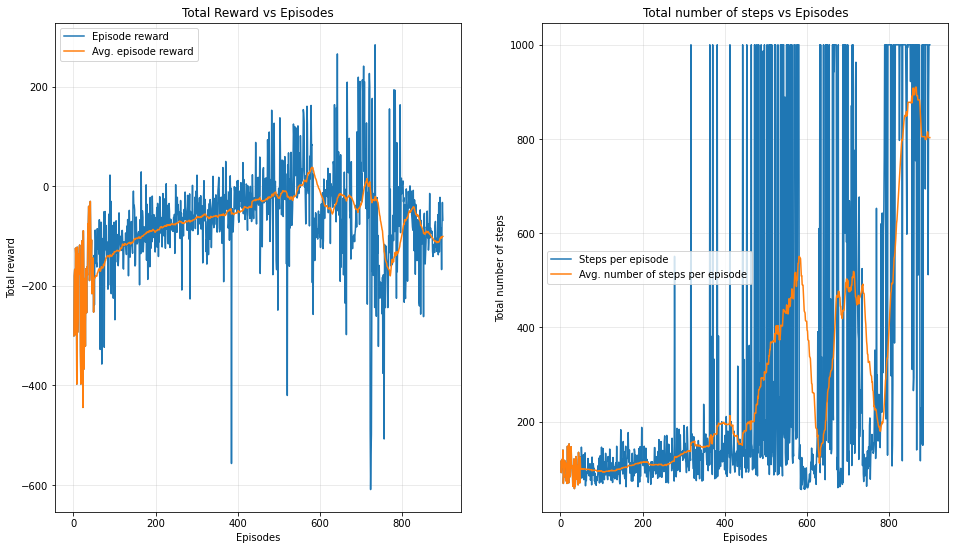 Total Reward vs Episodes
Episode reward
Avg. episode reward
200
0
−200
−400
−600
Total reward
0
200
400
600
800
Episodes
Total number of steps vs Episodes
Steps per episode
Avg. number of steps per episode
1000
800
600
400
200
Total number of steps
0
200
400
600
800
Episodes